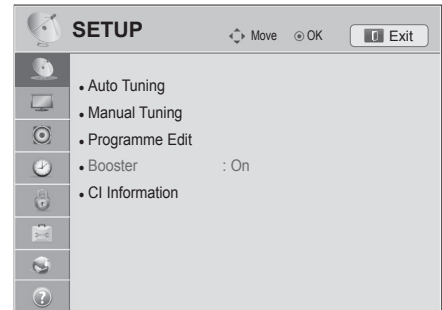 SETUP
Move OK Exit
• Auto Tuning
• Manual Tuning
• Programme Edit
• Booster : On
• CI Information